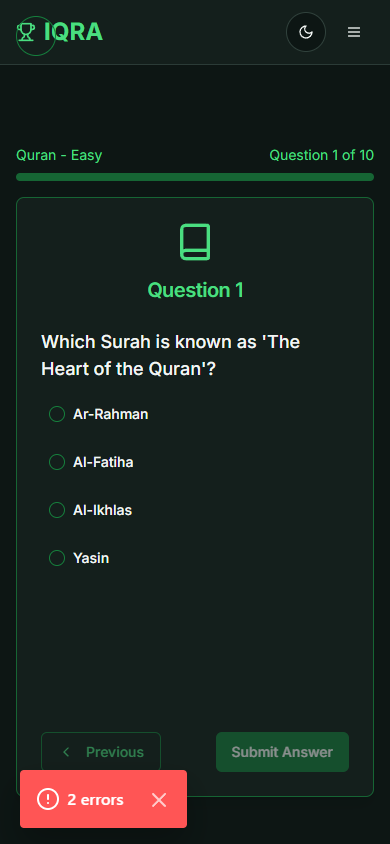 IQRA
Quran - Easy
Question 1 of 10
Question 1
Which Surah is known as 'The
Heart of the Quran'?
Ar-Rahman
Al-Fatiha
Al-Ikhlas
Yasin
Previous
Submit Answer
2 errors